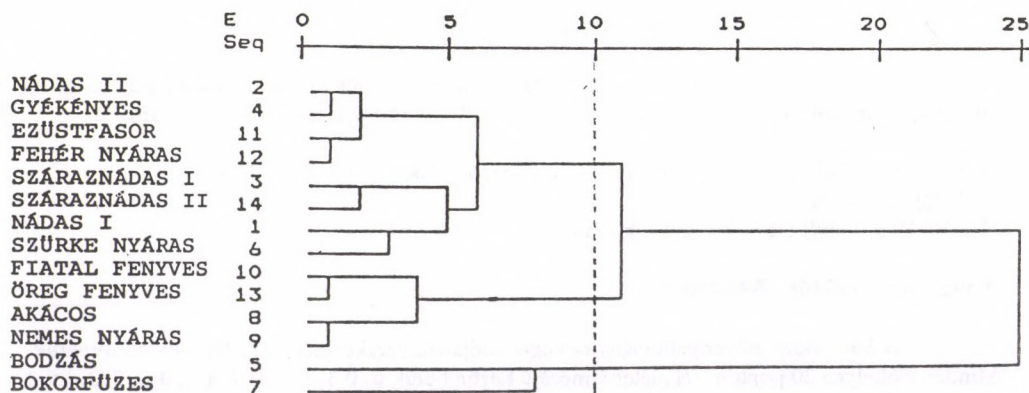 E 0 5 10 15 20 25
Seq
NÁDAS II 2
GYÉKÉNYES 4
EZÜSTFASOR 11
FEHÉR NYÁRAS 12
SZÁRAZNÁDAS I 3
SZÁRAZNÁDAS II 14
NÁDAS I 1
SZÜRKE NYÁRAS 6
FIATAL FENYVES 10
ÖREG FENYVES 13
AKÁCOS 8
NEMES NYÁRAS 9
BODZÁS 5
BOKORFÜZES 7